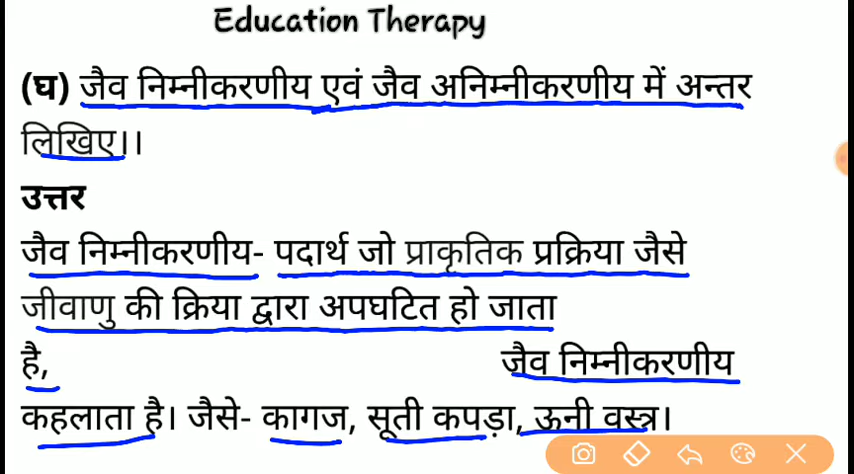 Education Therapy
(घ) जैव निम्नीकरणीय एवं जैव अनिम्नीकरणीय में अन्तर
लिखिए।।
उत्तर
जैव निम्नीकरणीय- पदार्थ जो प्राकृतिक प्रक्रिया जैसे
जीवाणु की क्रिया द्वारा अपघटित हो जाता
है, जैव निम्नीकरणीय
कहलाता है। जैसे- कागज, सूती कपड़ा, ऊनी वस्त्र।